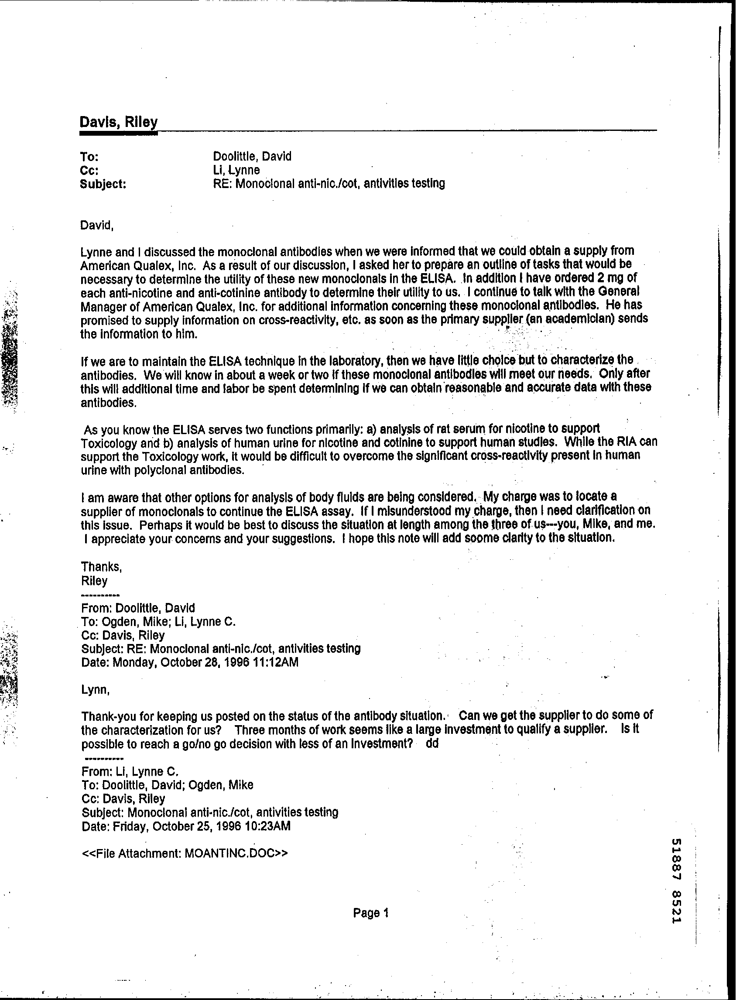 Davis, Riley
To: Doolittle, David
Cc: Li, Lynne
Subject: RE: Monoclonal anti-nic./cot, antivities testing
David,
Lynne and I discussed the monoclonal antibodies when we were informed that we could obtain a supply from
American Qualex, Inc. As a result of our discussion, I asked her to prepare an outline of tasks that would be
necessary to determine the utility of these new monoclonals in the ELISA. In addition I have ordered 2 mg of
each anti-nicotine and anti-cotinine antibody to determine their utility to us. I continue to talk with the General
Manager of American Qualex, Inc. for additional information concerning these monoclonal antibodies. He has
promised to supply information on cross-reactivity, etc. as soon as the primary supplier (an academician) sends
the information to him.
If we are to maintain the ELISA technique in the laboratory, then we have little choice but to characterize the
antibodies. We will know in about a week or two if these monoclonal antibodies will meet our needs. Only after
this will additional time and labor be spent determining if we can obtain reasonable and accurate data with these
antibodies.
As you know the ELISA serves two functions primarily: a) analysis of rat serum for nicotine to support
Toxicology and b) analysis of human urine for nicotine and cotinine to support human studies. While the RIA can
support the Toxicology work, it would be difficult to overcome the significant cross-reactivity present in human
urine with polyclonal antibodies.
I am aware that other options for analysis of body fluids are being considered. My charge was to locate a
supplier of monoclonals to continue the ELISA assay. If I misunderstood my charge, then I need clarification on
this issue. Perhaps it would be best to discuss the situation at length among the three of us---you, Mike, and me.
I appreciate your concerns and your suggestions. I hope this note will add soome clarity to the situation.
Thanks,
Riley
----------
From: Doolittle, David
To: Ogden, Mike; Li, Lynne C.
Cc: Davis, Riley
Subject: RE: Monoclonal anti-nic./cot, antivities testing
Date: Monday, October 28, 1996 11:12AM
Lynn,
Thank-you for keeping us posted on the status of the antibody situation. Can we get the supplier to do some of
the characterization for us? Three months of work seems like a large investment to qualify a supplier. Is it
possible to reach a go/no go decision with less of an investment? dd
----------
From: Li, Lynne C.
To: Doolittle, David; Ogden, Mike
Cc: Davis, Riley
Subject: Monoclonal anti-nic./cot, antivities testing
Date: Friday, October 25, 1996 10:23AM
<<File Attachment: MOANTINC.DOC>>
Page 1
51887 8521